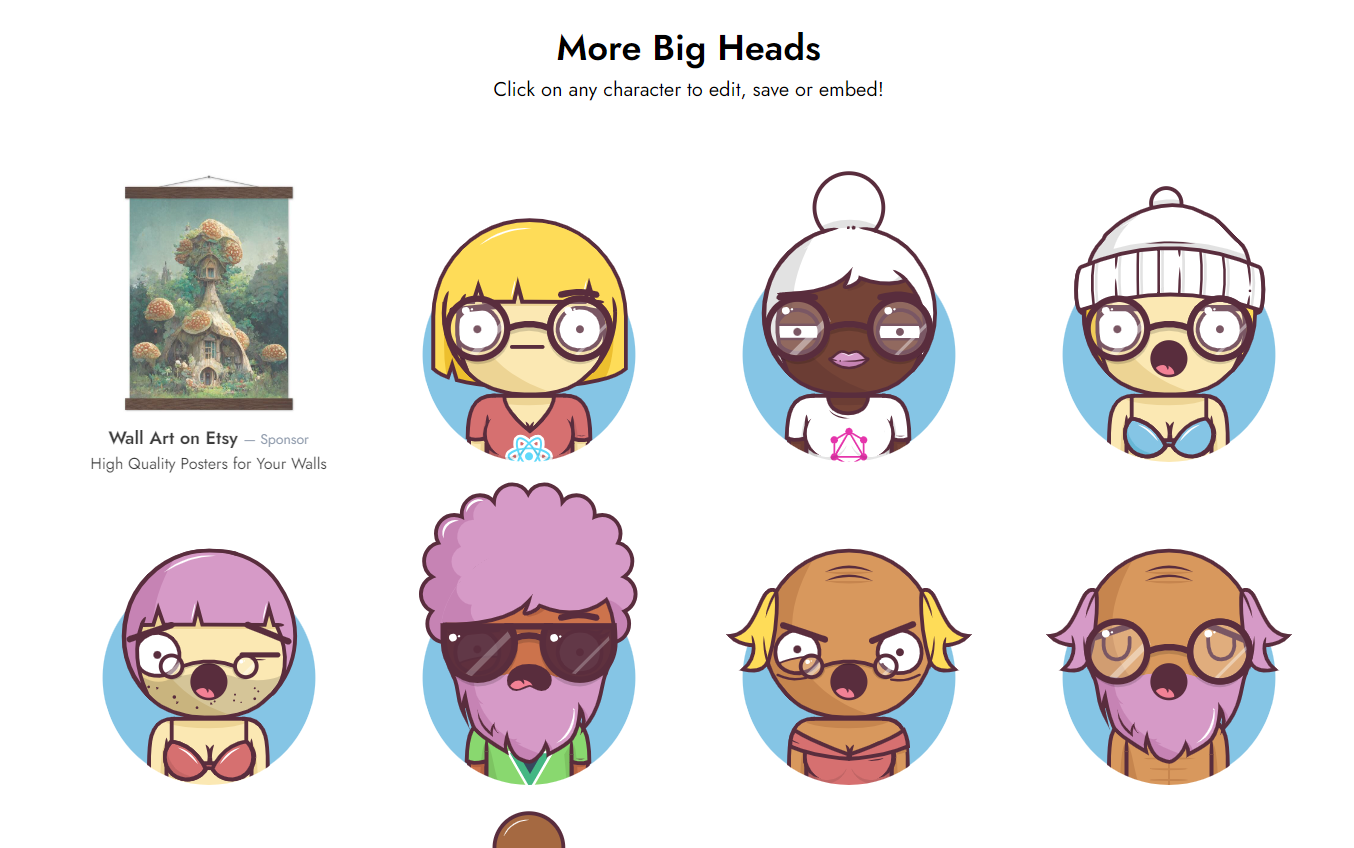 More Big Heads
Click on any character to edit, save or embed!
Wall Art on Etsy — Sponsor
High Quality Posters for Your Walls